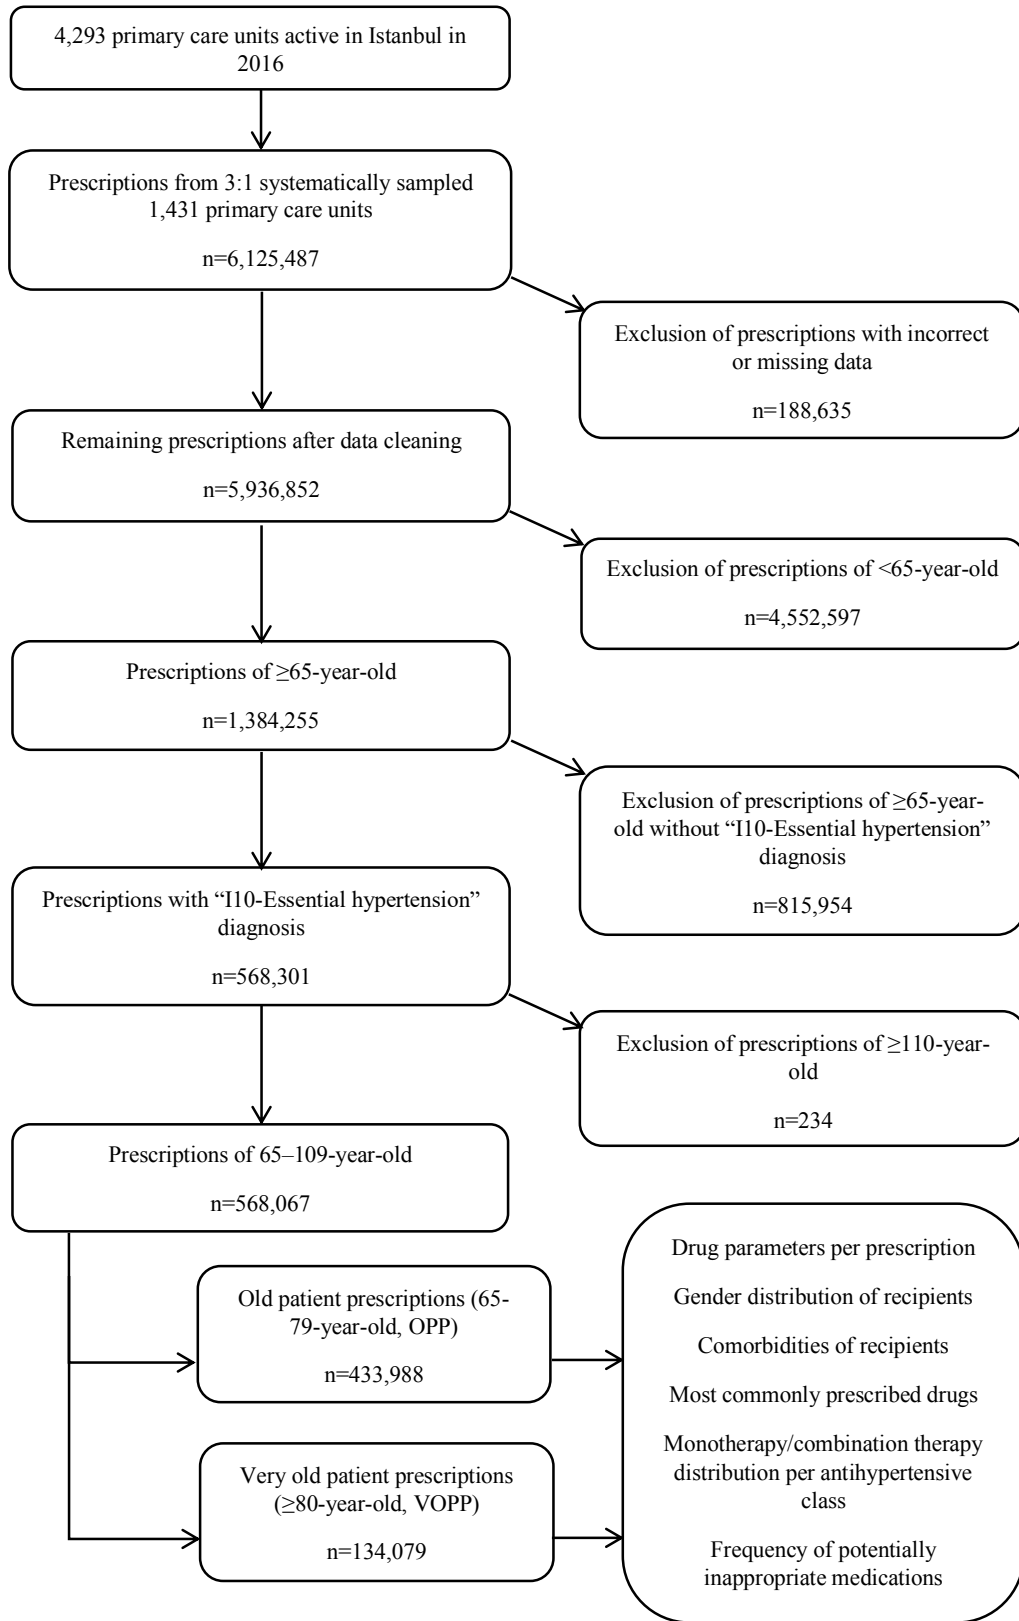 4,293 primary care units active in Istanbul in
2016
Prescriptions from 3:1 systematically sampled
1,431 primary care units
n=6,125,487
Exclusion of prescriptions with incorrect
or missing data
n=188,635
Remaining prescriptions after data cleaning
n=5,936,852
Exclusion of prescriptions of <65-year-old
n=4,552,597
Prescriptions of ≥65-year-old
n=1,384,255
Exclusion of prescriptions of ≥65-year-
old without “I10-Essential hypertension”
diagnosis
n=815,954
Prescriptions with “I10-Essential hypertension”
diagnosis
n=568,301
Exclusion of prescriptions of ≥110-year-
old
n=234
Prescriptions of 65–109-year-old
n=568,067
Old patient prescriptions (65-
79-year-old, OPP)
n=433,988
Very old patient prescriptions
(≥80-year-old, VOPP)
n=134,079
Drug parameters per prescription
Gender distribution of recipients
Comorbidities of recipients
Most commonly prescribed drugs
Monotherapy/combination therapy
distribution per antihypertensive
class
Frequency of potentially
inappropriate medications